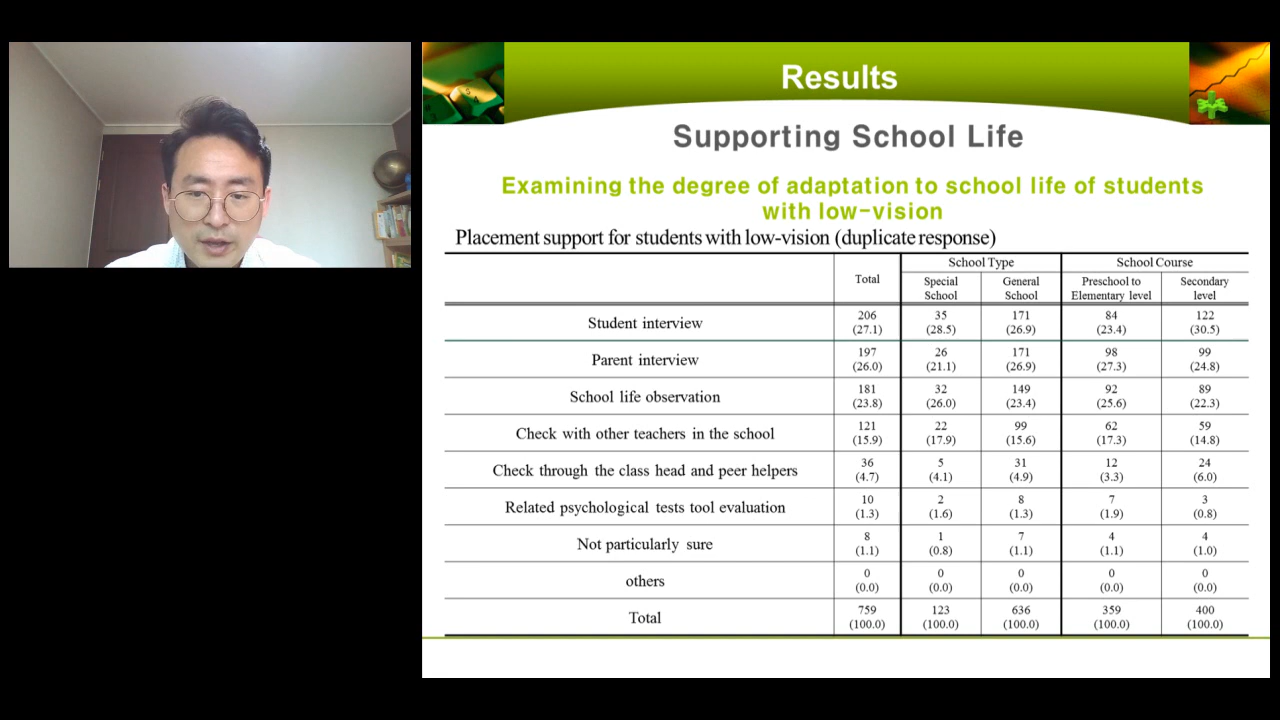 Results
Supporting School Life
Examining the degree of adaptation to school life of students
with low-vision
Placement support for students with low-vision (duplicate response)
Total School Type School Course
Special School General School Preschool to Elementary level Secondary level
Student interview 206 (27.1) 35 (28.5) 171 (26.9) 84 (23.4) 122 (30.5)
Parent interview 197 (26.0) 26 (21.1) 171 (26.9) 98 (27.3) 99 (24.8)
School life observation 181 (23.8) 32 (26.0) 149 (23.4) 92 (25.6) 89 (22.3)
Check with other teachers in the school 121 (15.9) 22 (17.9) 99 (15.6) 62 (17.3) 59 (14.8)
Check through the class head and peer helpers 36 (4.7) 5 (4.1) 31 (4.9) 12 (3.3) 24 (6.0)
Related psychological tests tool evaluation 10 (1.3) 2 (1.6) 8 (1.3) 7 (1.9) 3 (0.8)
Not particularly sure 8 (1.1) 1 (0.8) 7 (1.1) 4 (1.1) 4 (1.0)
others 0 (0.0) 0 (0.0) 0 (0.0) 0 (0.0) 0 (0.0)
Total 759 (100.0) 123 (100.0) 636 (100.0) 359 (100.0) 400 (100.0)